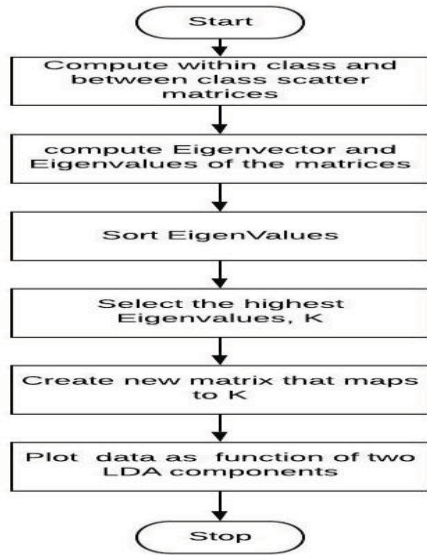 Start
Compute within class and
between class scatter
matrices
compute Eigenvector and
Eigenvalues of the matrices
Sort EigenValues
Select the highest
Eigenvalues, K
Create new matrix that maps
to K
Plot data as function of two
LDA components
Stop